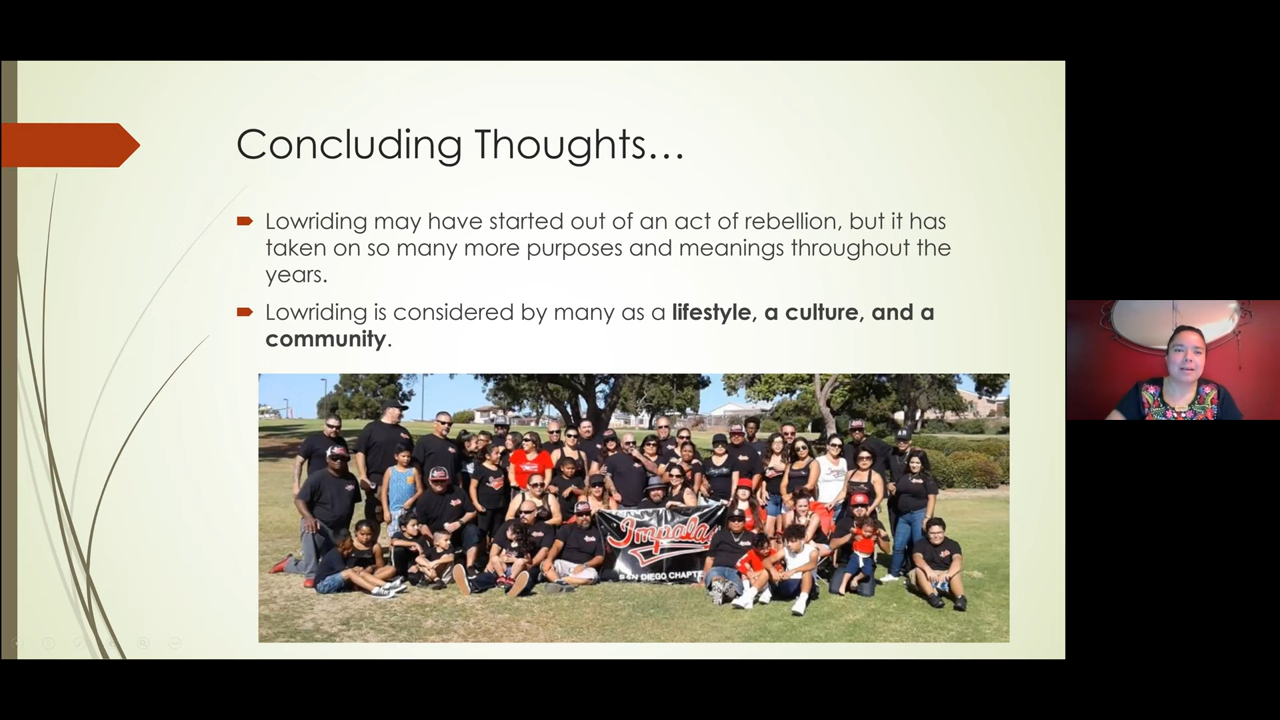 Concluding Thoughts...
Lowriding may have started out of an act of rebellion, but it has
taken on so many more purposes and meanings throughout the
years.
Lowriding is considered by many as a lifestyle, a culture, and a
community.
Impala
SAN DIEGO CHAPTE